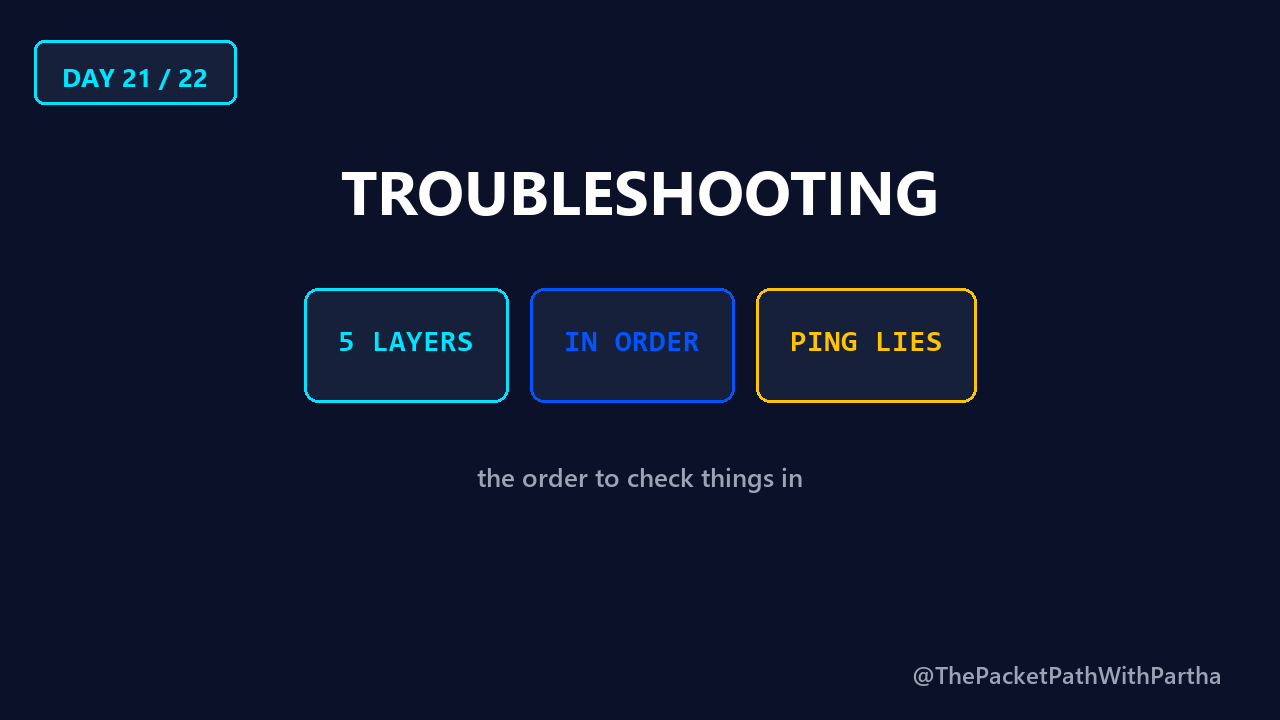 DAY 21 / 22
TROUBLESHOOTING
5 LAYERS
IN ORDER
PING LIES
the order to check things in
@ThePacketPathWithPartha